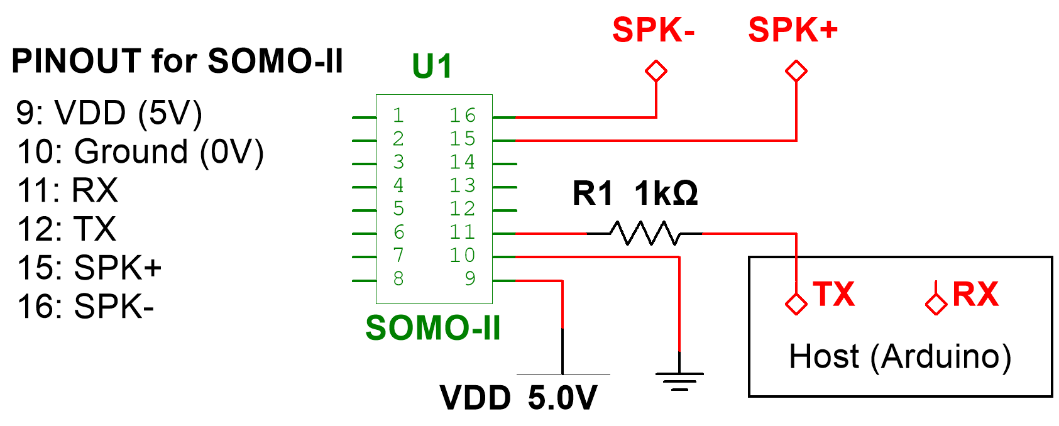 PINOUT for SOMO-II
9: VDD (5V)
10: Ground (0V)
11: RX
12: TX
15: SPK+
16: SPK-
SPK- SPK+
U1
1 16
2 15
3 14
4 13
5 12
6 11
7 10
8 9
SOMO-II
R1 1kΩ
VDD 5.0V
TX RX
Host (Arduino)